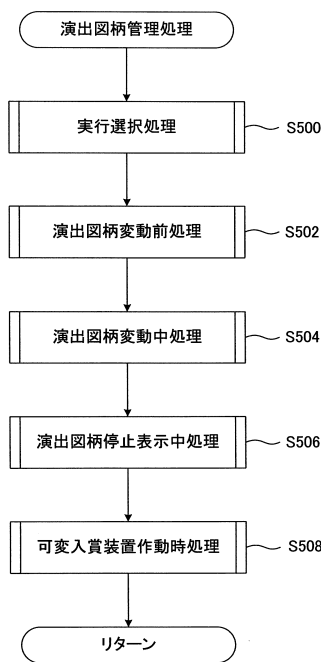 演出図柄管理処理
実行選択処理
S500
演出図柄変動前処理
S502
演出図柄変動中処理
S504
演出図柄停止表示中処理
S506
可変入賞装置作動時処理
S508
リターン